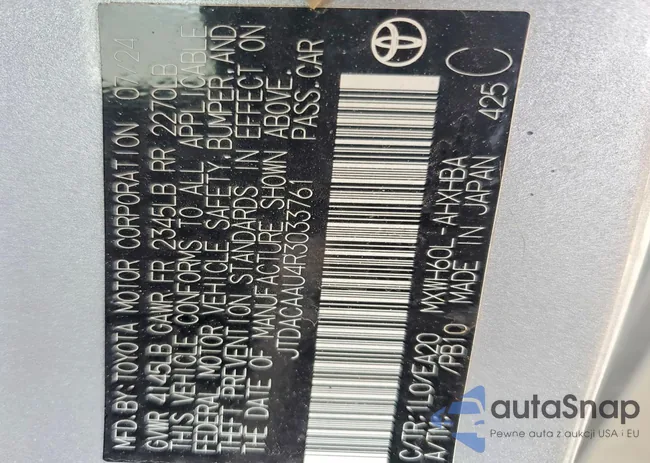 MFD. BY: TOYOTA MOTOR CORPORATION 07/24
GVWR 4145LB GAWR FR 2345LB RR 2270LB
THIS VEHICLE CONFORMS TO ALL APPLICABLE
FEDERAL MOTOR VEHICLE SAFETY, BUMPER, AND
THEFT PREVENTION STANDARDS IN EFFECT ON
THE DATE OF MANUFACTURE SHOWN ABOVE.
JTDACAAU4R3033761 PASS. CAR
C/TR:1L0/EA20 MXWH60L-AHXHBA
A/TM: /PB10 MADE IN JAPAN 425 C
autaSnap
Pewne auta z aukcji USA i EU